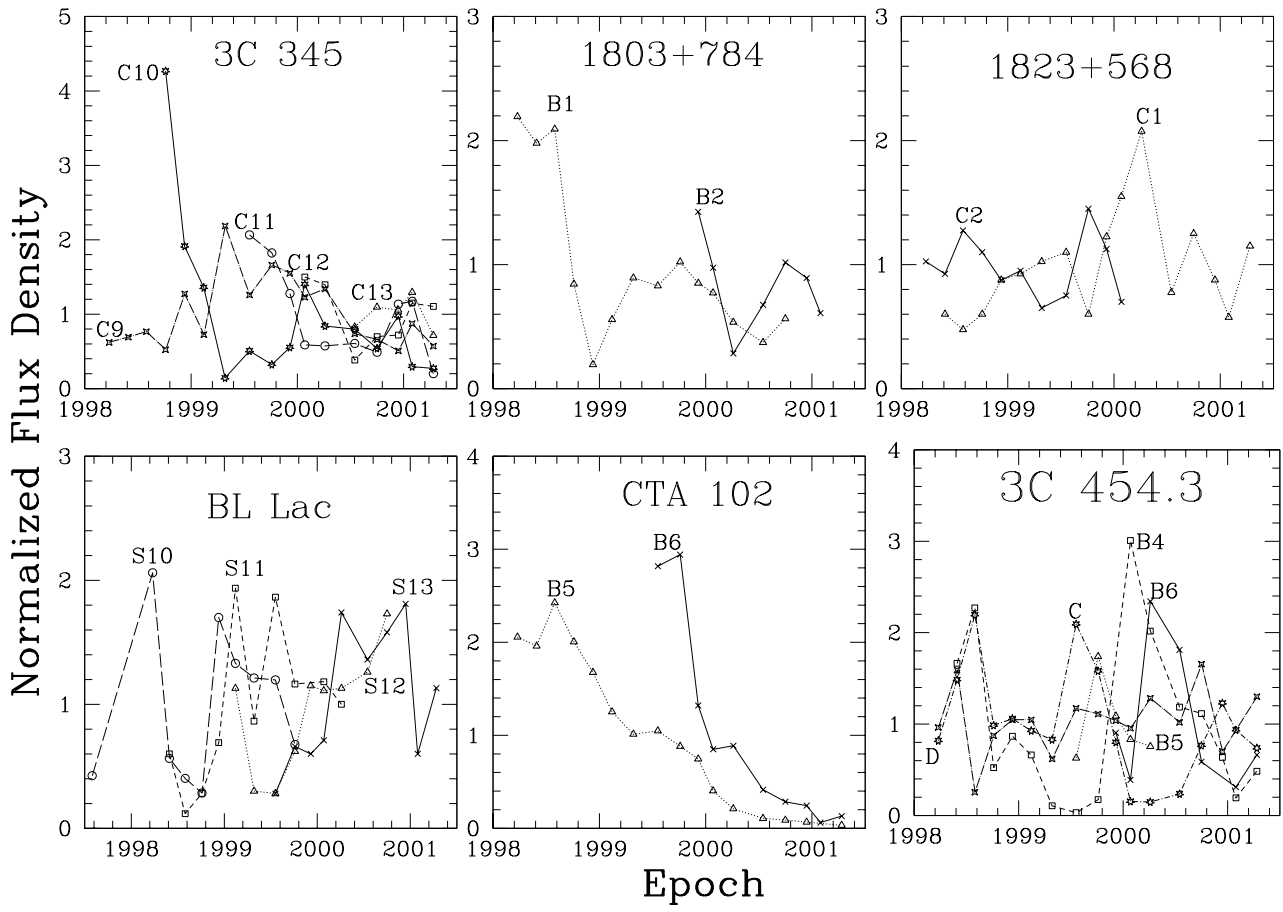 Normalized Flux Density
3C 345
C10
C11
C12
C13
C9
5
4
3
2
1
0
1998 1999 2000 2001
1803+784
B1
B2
3
2
1
0
1998 1999 2000 2001
1823+568
C1
C2
3
2
1
0
1998 1999 2000 2001
BL Lac
S10
S11
S13
S12
3
2
1
0
1998 1999 2000 2001
CTA 102
B6
B5
4
3
2
1
0
1998 1999 2000 2001
3C 454.3
B4
B6
C
B5
D
4
3
2
1
0
1998 1999 2000 2001
Epoch